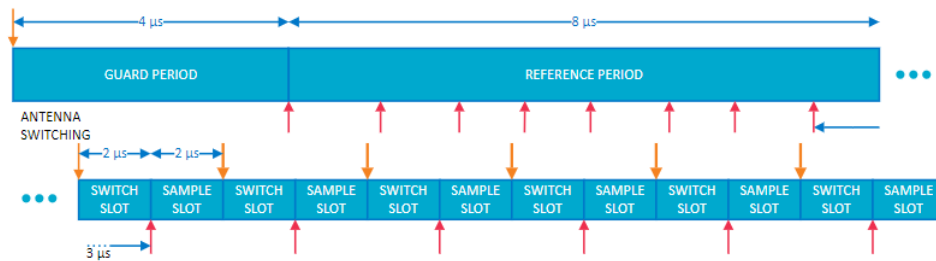 4 µs
8 µs
GUARD PERIOD
REFERENCE PERIOD
ANTENNA
SWITCHING
2 µs
2 µs
SWITCH
SLOT
SAMPLE
SLOT
SWITCH
SLOT
SAMPLE
SLOT
SWITCH
SLOT
SAMPLE
SLOT
SWITCH
SLOT
SAMPLE
SLOT
SWITCH
SLOT
SAMPLE
SLOT
SWITCH
SLOT
SAMPLE
SLOT
3 µs